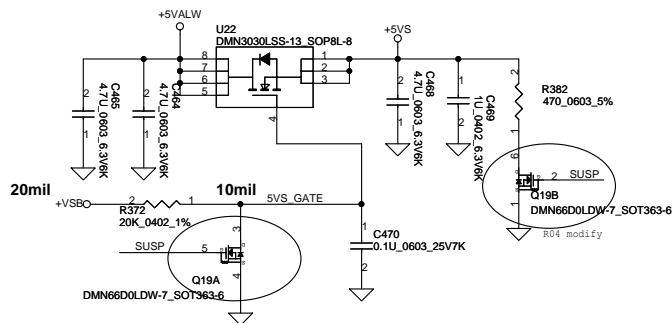 +5VALW
U22
DMN3030LSS-13_SOP8L-8
+5VS
8
7
6
5
1
2
3
4
2
1
C465
4.7U_0603_6.3V6K
2
1
C464
4.7U_0603_6.3V6K
2
1
C468
4.7U_0603_6.3V6K
1
2
C469
1U_0402_6.3V6K
2
1
R382
470_0603_5%
6
2
SUSP
1
Q19B
DMN66D0LDW-7_SOT363-6
R04 modify
20mil
+VSB
2
1
R372
20K_0402_1%
10mil
5VS_GATE
SUSP
5
3
4
Q19A
DMN66D0LDW-7_SOT363-6
1
2
C470
0.1U_0603_25V7K